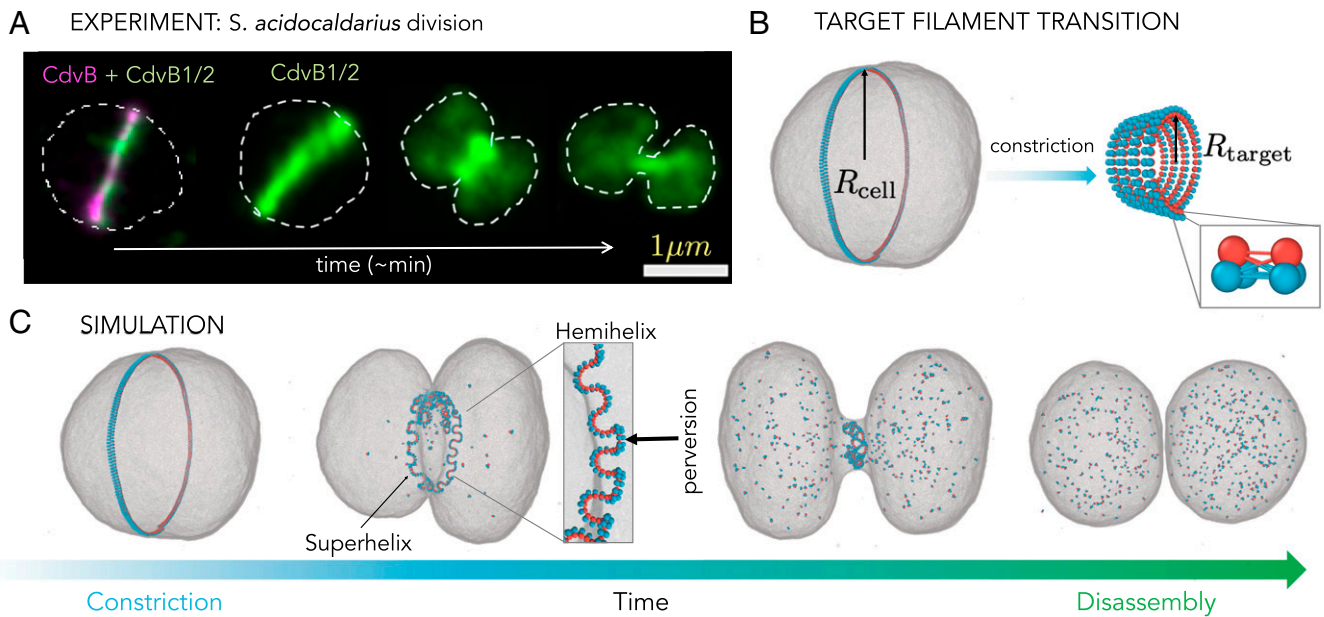 A
EXPERIMENT: S. acidocaldarius division
CdvB + CdvB1/2
CdvB1/2
time (~min)
1μm
B
TARGET FILAMENT TRANSITION
R_cell
constriction
R_target
C
SIMULATION
Hemihelix
perversion
Superhelix
Constriction
Time
Disassembly